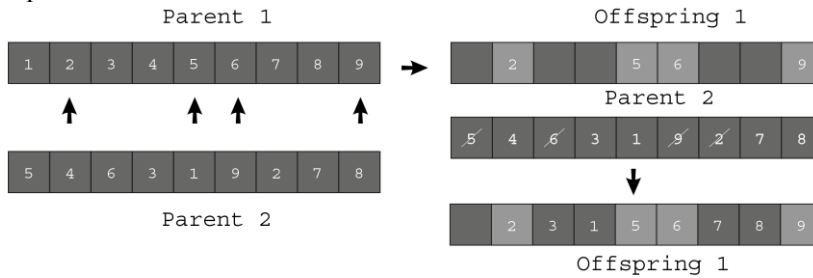 Parent 1
1 2 3 4 5 6 7 8 9
5 4 6 3 1 9 2 7 8
Parent 2
Offspring 1
2 5 6 9
Parent 2
5 4 6 3 1 9 2 7 8
2 3 1 5 6 7 8 9
Offspring 1